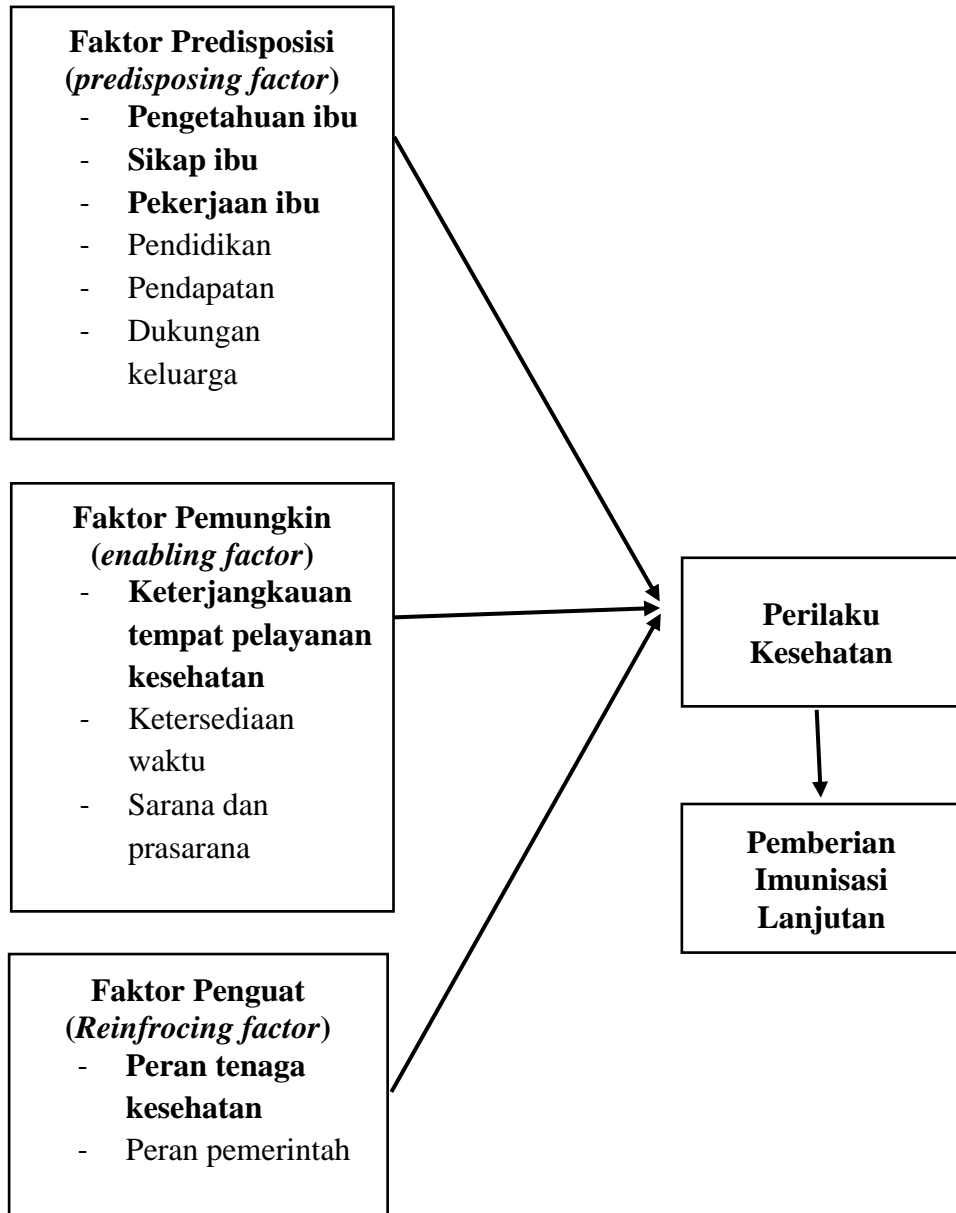 Faktor Predisposisi
(predisposing factor)
- Pengetahuan ibu
- Sikap ibu
- Pekerjaan ibu
- Pendidikan
- Pendapatan
- Dukungan
keluarga
Faktor Pemungkin
(enabling factor)
- Keterjangkauan
tempat pelayanan
kesehatan
- Ketersediaan
waktu
- Sarana dan
prasarana
Faktor Penguat
(Reinfrocing factor)
- Peran tenaga
kesehatan
- Peran pemerintah
Perilaku
Kesehatan
Pemberian
Imunisasi
Lanjutan